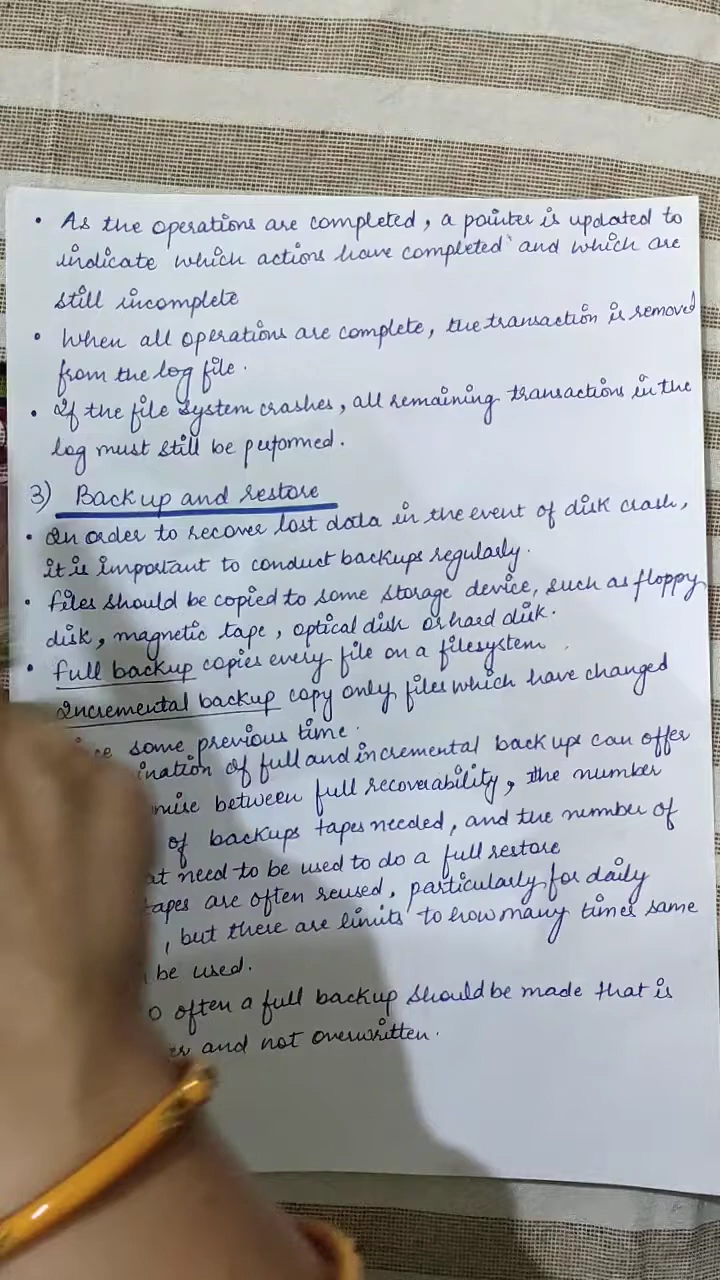 • As the operations are completed, a pointer is updated to
indicate which actions have completed and which are
still incomplete
• When all operations are complete, the transaction is removed
from the log file.
• If the file system crashes, all remaining transactions in the
log must still be performed.
3) Backup and restore
• In order to recover lost data in the event of disk crash,
it is important to conduct backups regularly.
• files should be copied to some storage device, such as floppy
disk, magnetic tape, optical disk or hard disk.
• full backup copies every file on a filesystem.
Incremental backup copy only files which have changed
some previous time.
of full and incremental backups can offer
between full recoverability, the number
of backups tapes needed, and the number of
need to be used to do a full restore
tapes are often reused, particularly for daily
, but there are limits to how many times same
be used.
often a full backup should be made that is
and not overwritten.